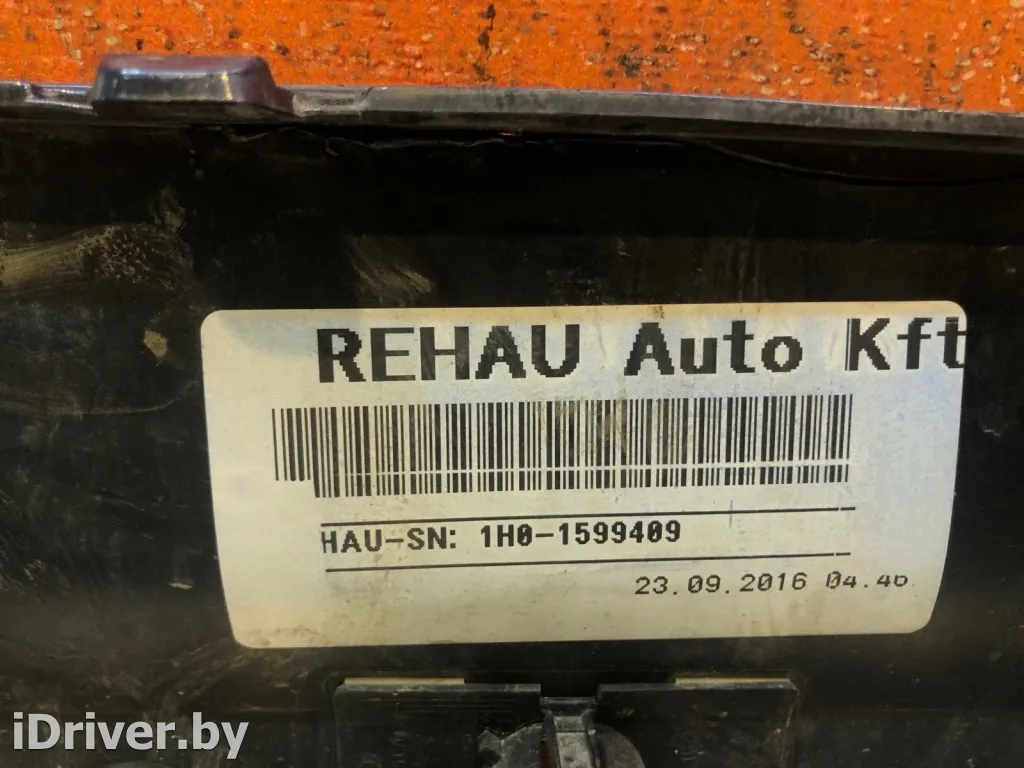 REHAU Auto Kft
HAU-SN: 1H0-1599409
23.09.2016 04.46
iDriver.by